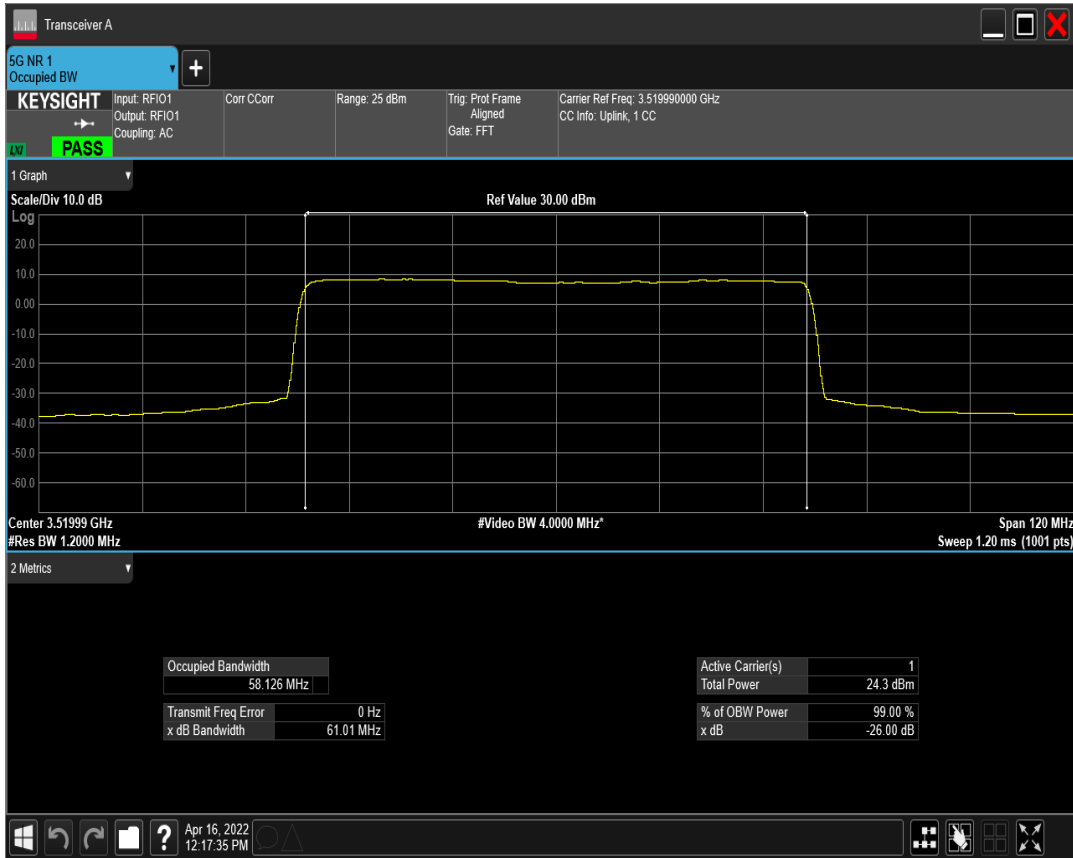 Transceiver A
5G NR 1
Occupied BW
+
KEYSIGHT
LXI
PASS
Input: RFIO1
Output: RFIO1
Coupling: AC
Corr CCorr
Range: 25 dBm
Trig: Prot Frame
Aligned
Gate: FFT
Carrier Ref Freq: 3.519990000 GHz
CC Info: Uplink, 1 CC
1 Graph
Scale/Div 10.0 dB
Ref Value 30.00 dBm
Log
20.0
10.0
0.00
-10.0
-20.0
-30.0
-40.0
-50.0
-60.0
Center 3.51999 GHz
#Video BW 4.0000 MHz*
Span 120 MHz
#Res BW 1.2000 MHz
Sweep 1.20 ms (1001 pts)
2 Metrics
Occupied Bandwidth
58.126 MHz
Transmit Freq Error 0 Hz
x dB Bandwidth 61.01 MHz
Active Carrier(s) 1
Total Power 24.3 dBm
% of OBW Power 99.00 %
x dB -26.00 dB
?
Apr 16, 2022
12:17:35 PM